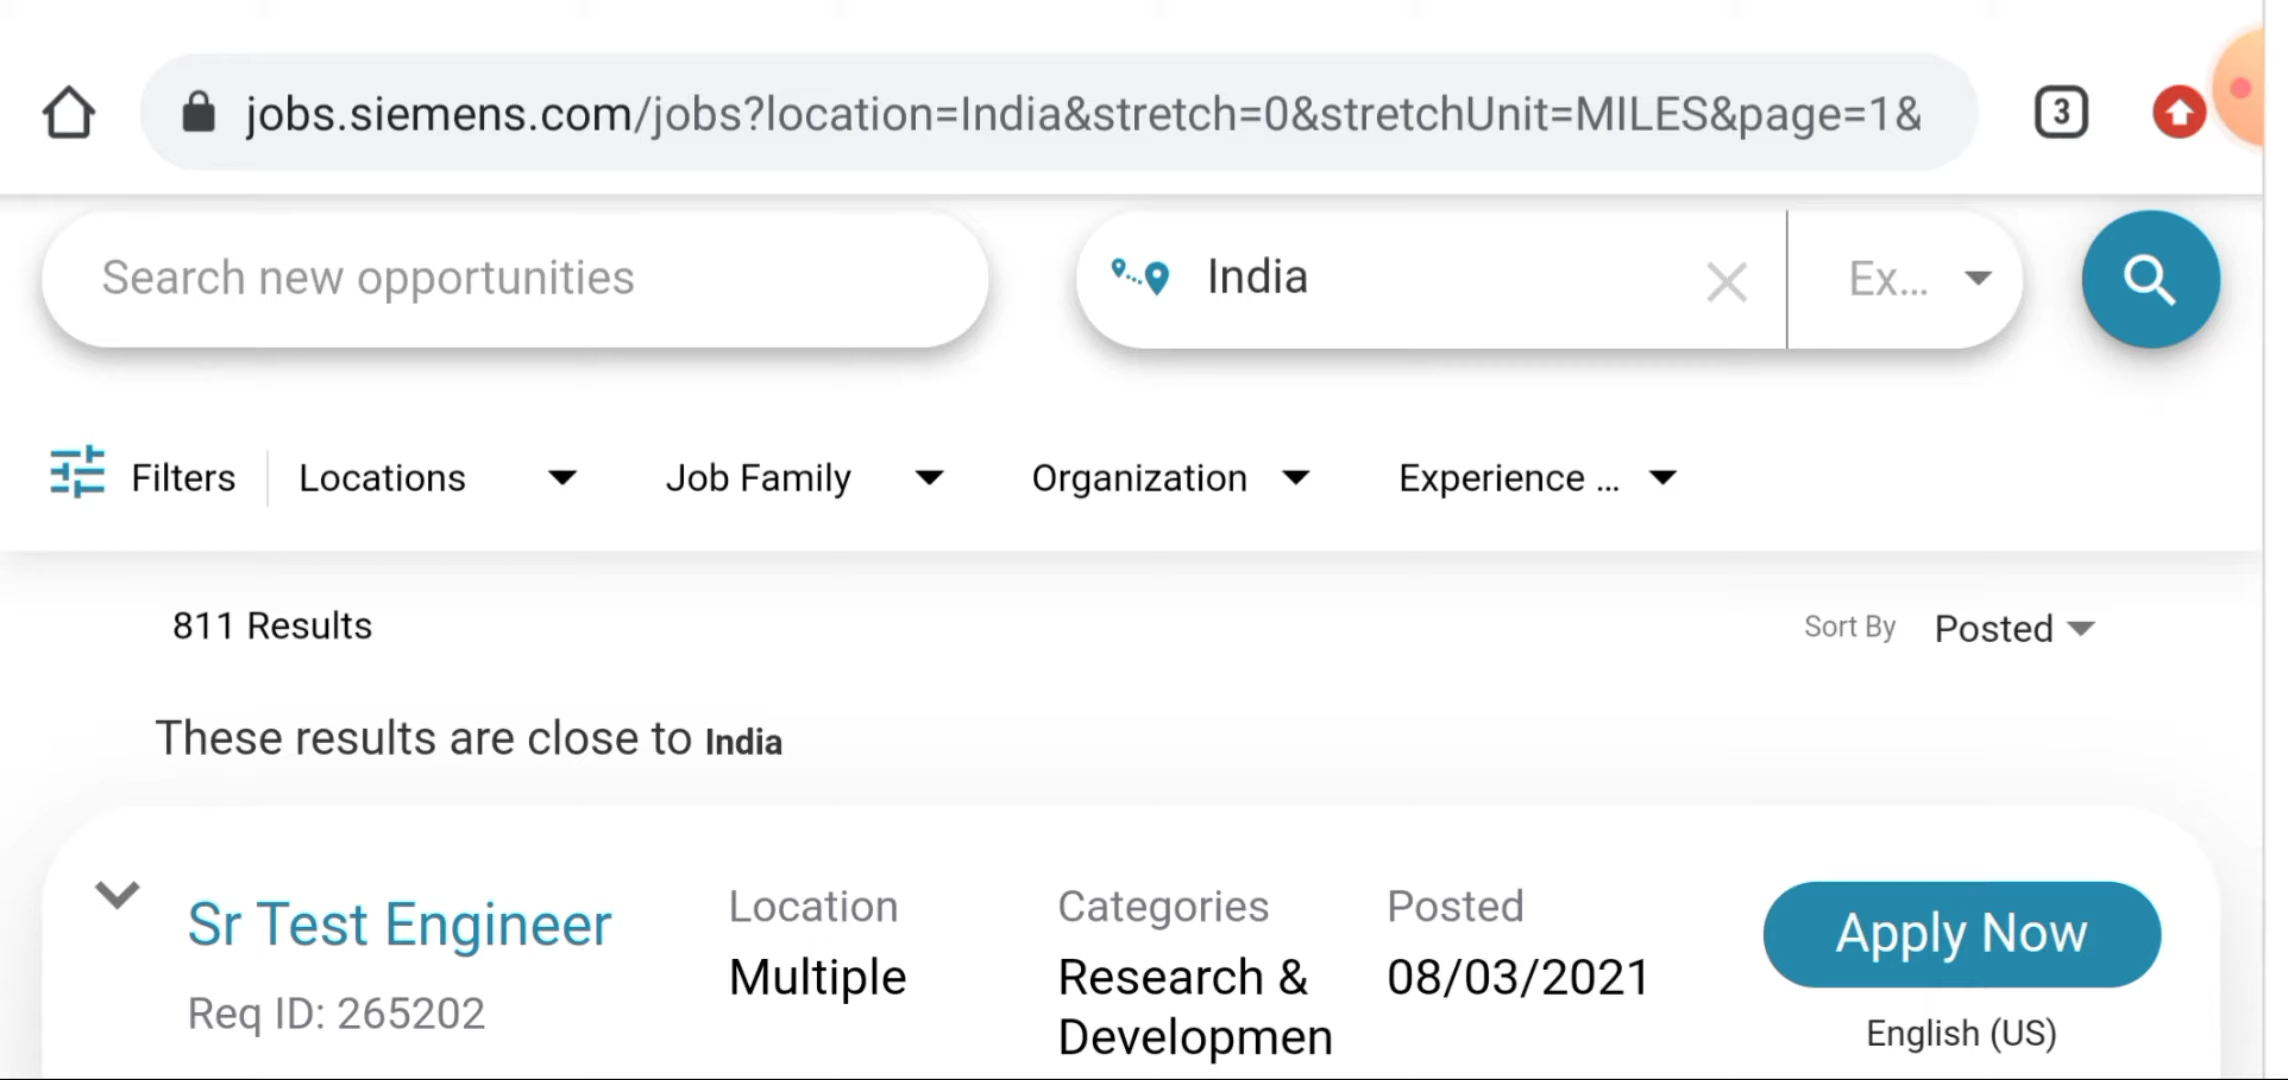 jobs.siemens.com/jobs?location=India&stretch=0&stretchUnit=MILES&page=1&
3
Search new opportunities
India
Ex...
Filters
Locations
Job Family
Organization
Experience ...
811 Results
Sort By Posted
These results are close to India
Sr Test Engineer
Req ID: 265202
Location
Multiple
Categories
Research &
Developmen
Posted
08/03/2021
Apply Now
English (US)